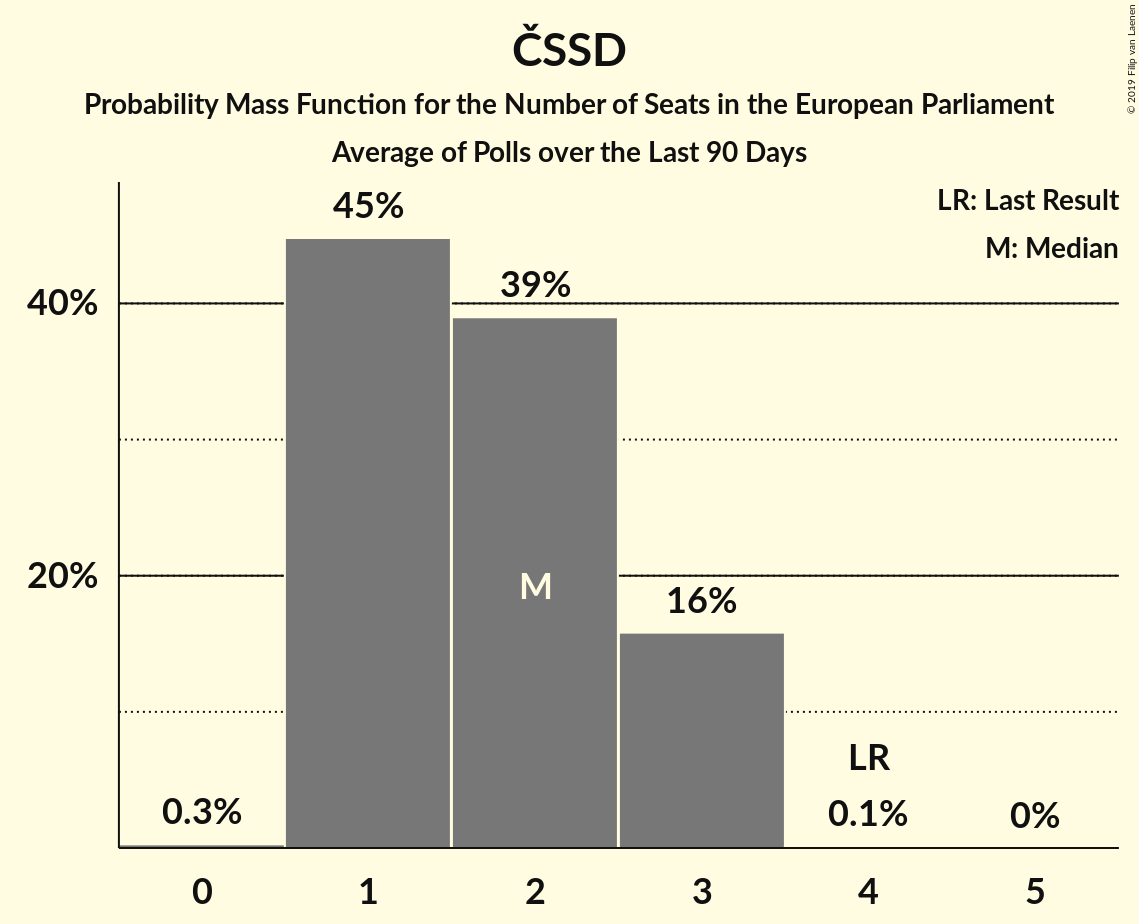 ČSSD
Probability Mass Function for the Number of Seats in the European Parliament
Average of Polls over the Last 90 Days
© 2019 Filip van Laenen
LR: Last Result
M: Median
45%
39%
40%
20%
M
16%
LR
0.3%
0.1%
0%
0 1 2 3 4 5